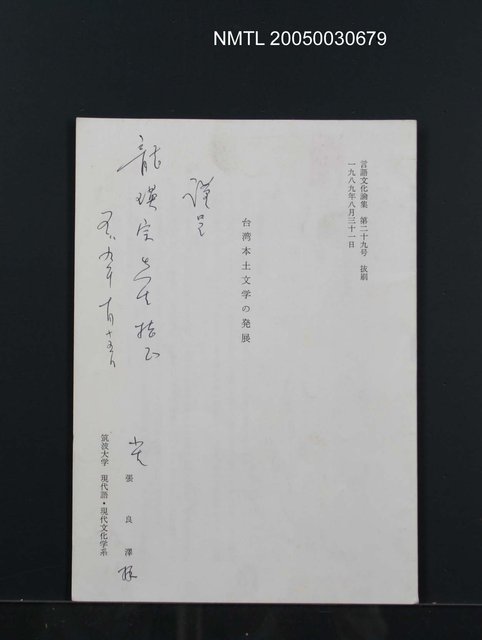 NMTL 20050030679
言語文化論集 第二十九号 抜刷
一九八九年八月三十一日
台湾本土文学の発展
謹呈
龍瑛宗先生指正
張良澤
筑波大学 現代語・現代文化学系